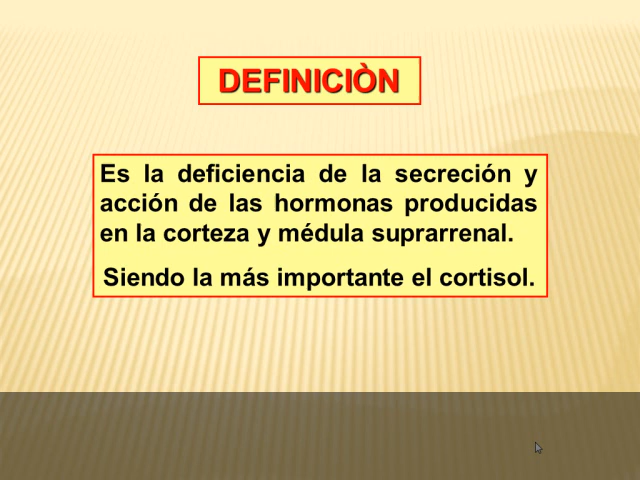 DEFINICIÒN
Es la deficiencia de la secreción y
acción de las hormonas producidas
en la corteza y médula suprarrenal.
Siendo la más importante el cortisol.